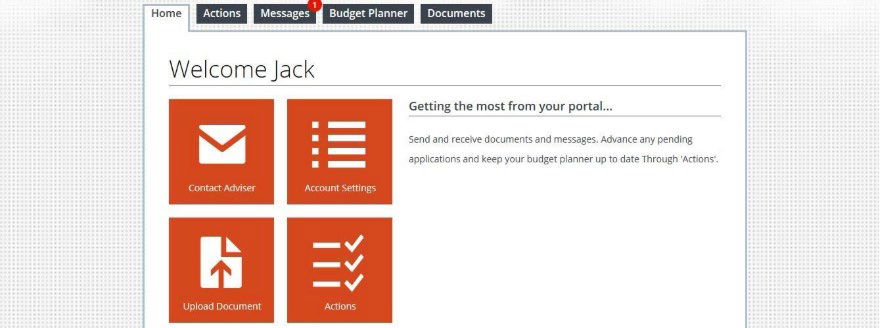 Home Actions Messages 1 Budget Planner Documents
Welcome Jack
Getting the most from your portal...
Send and receive documents and messages. Advance any pending
applications and keep your budget planner up to date Through 'Actions'.
Contact Adviser Account Settings
Upload Document Actions